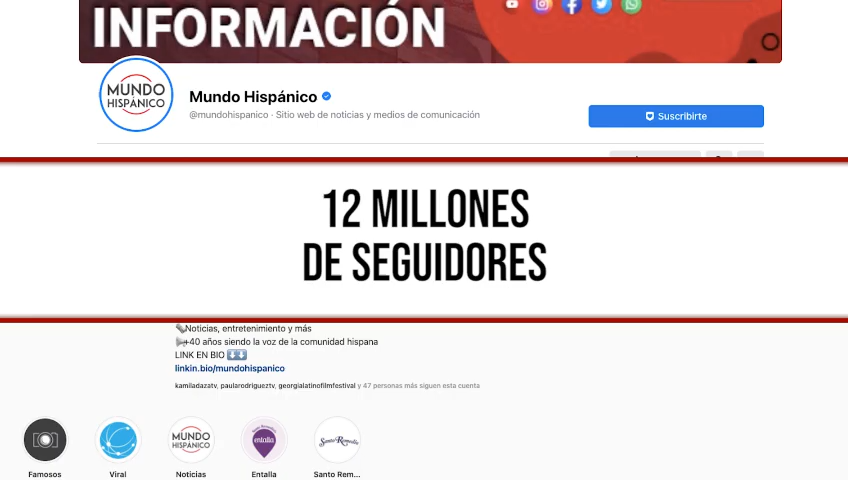 INFORMACIÓN
MUNDO
HISPÁNICO
Mundo Hispánico
@mundohispanico · Sitio web de noticias y medios de comunicación
Suscribirte
12 MILLONES
DE SEGUIDORES
Noticias, entretenimiento y más
+40 años siendo la voz de la comunidad hispana
LINK EN BIO
linkin.bio/mundohispanico
kamiladazatv, paularodrigueztv, georgialatinofilmfestival y 47 personas más siguen esta cuenta
MUNDO
HISPÁNICO
entalla
Santo Remedio
Famosos
Viral
Noticias
Entalla
Santo Rem...